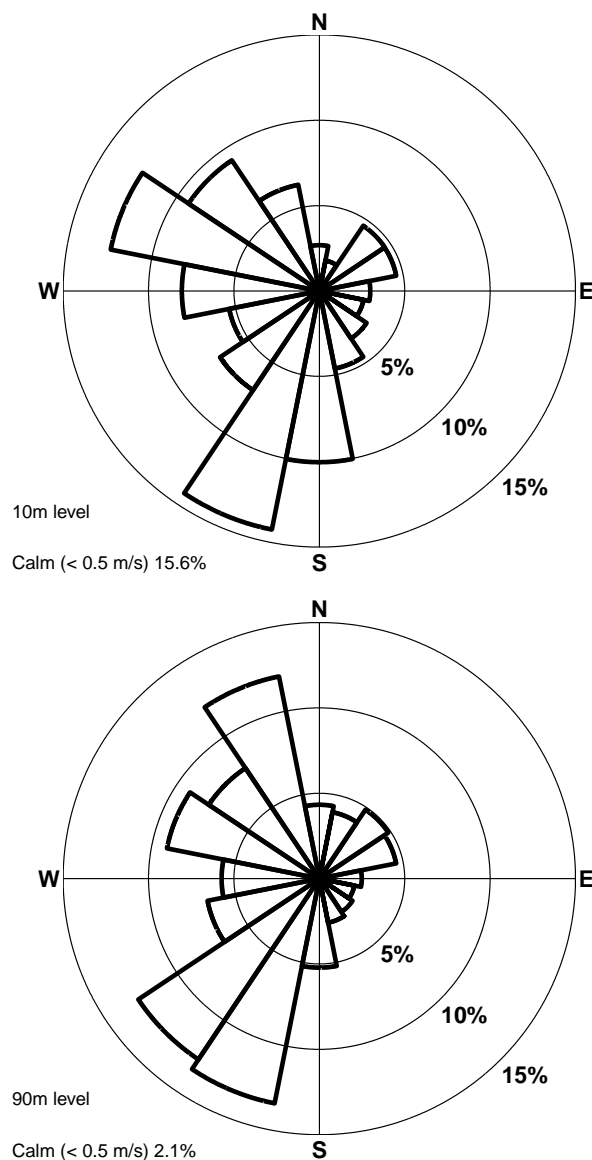 N
W
E
5%
10%
15%
10m level
Calm (< 0.5 m/s) 15.6%
S
N
W
E
5%
10%
15%
90m level
Calm (< 0.5 m/s) 2.1%
S